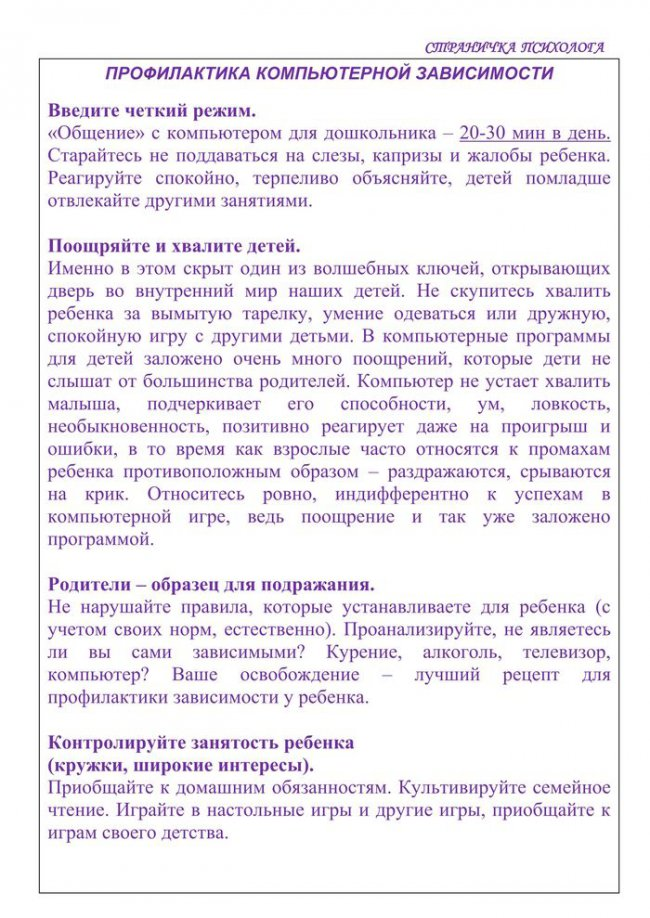 СТРАНИЧКА ПСИХОЛОГА
ПРОФИЛАКТИКА КОМПЬЮТЕРНОЙ ЗАВИСИМОСТИ
Введите четкий режим.
«Общение» с компьютером для дошкольника – 20-30 мин в день.
Старайтесь не поддаваться на слезы, капризы и жалобы ребенка.
Реагируйте спокойно, терпеливо объясняйте, детей помладше
отвлекайте другими занятиями.
Поощряйте и хвалите детей.
Именно в этом скрыт один из волшебных ключей, открывающих
дверь во внутренний мир наших детей. Не скупитесь хвалить
ребенка за вымытую тарелку, умение одеваться или дружную,
спокойную игру с другими детьми. В компьютерные программы
для детей заложено очень много поощрений, которые дети не
слышат от большинства родителей. Компьютер не устает хвалить
малыша, подчеркивает его способности, ум, ловкость,
необыкновенность, позитивно реагирует даже на проигрыш и
ошибки, в то время как взрослые часто относятся к промахам
ребенка противоположным образом – раздражаются, срываются
на крик. Относитесь ровно, индифферентно к успехам в
компьютерной игре, ведь поощрение и так уже заложено
программой.
Родители – образец для подражания.
Не нарушайте правила, которые устанавливаете для ребенка (с
учетом своих норм, естественно). Проанализируйте, не являетесь
ли вы сами зависимыми? Курение, алкоголь, телевизор,
компьютер? Ваше освобождение – лучший рецепт для
профилактики зависимости у ребенка.
Контролируйте занятость ребенка
(кружки, широкие интересы).
Приобщайте к домашним обязанностям. Культивируйте семейное
чтение. Играйте в настольные игры и другие игры, приобщайте к
играм своего детства.